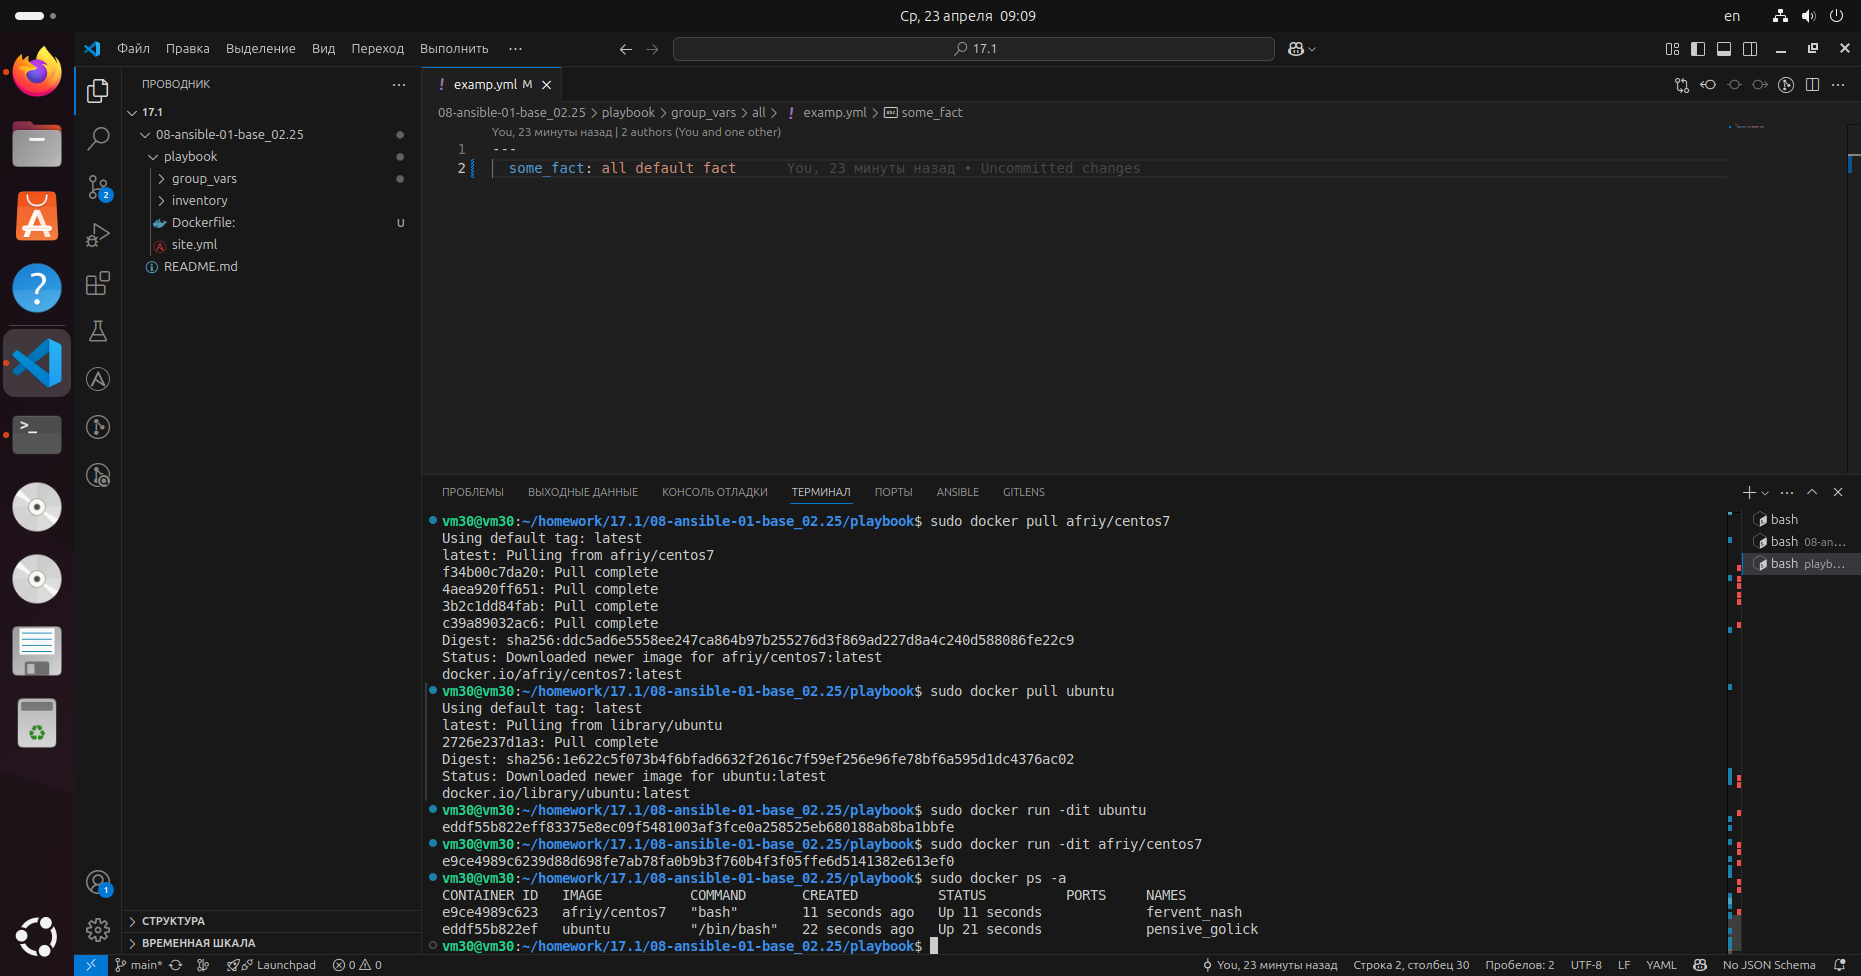 Ср, 23 апреля 09:09
en
Файл Правка Выделение Вид Переход Выполнить ···
17.1
ПРОВОДНИК
17.1
08-ansible-01-base_02.25
playbook
group_vars
inventory
Dockerfile: U
site.yml
README.md
СТРУКТУРА
ВРЕМЕННАЯ ШКАЛА
examp.yml M
08-ansible-01-base_02.25 > playbook > group_vars > all > ! examp.yml > some_fact
You, 23 минуты назад | 2 authors (You and one other)
1 ---
2 some_fact: all default fact You, 23 минуты назад • Uncommitted changes
ПРОБЛЕМЫ ВЫХОДНЫЕ ДАННЫЕ КОНСОЛЬ ОТЛАДКИ ТЕРМИНАЛ ПОРТЫ ANSIBLE GITLENS
vm30@vm30:~/homework/17.1/08-ansible-01-base_02.25/playbook$ sudo docker pull afriy/centos7
Using default tag: latest
latest: Pulling from afriy/centos7
f34b00c7da20: Pull complete
4aea920ff651: Pull complete
3b2c1dd84fab: Pull complete
c39a89032ac6: Pull complete
Digest: sha256:ddc5ad6e5558ee247ca864b97b255276d3f869ad227d8a4c240d588086fe22c9
Status: Downloaded newer image for afriy/centos7:latest
docker.io/afriy/centos7:latest
vm30@vm30:~/homework/17.1/08-ansible-01-base_02.25/playbook$ sudo docker pull ubuntu
Using default tag: latest
latest: Pulling from library/ubuntu
2726e237d1a3: Pull complete
Digest: sha256:1e622c5f073b4f6bfad6632f2616c7f59ef256e96fe78bf6a595d1dc4376ac02
Status: Downloaded newer image for ubuntu:latest
docker.io/library/ubuntu:latest
vm30@vm30:~/homework/17.1/08-ansible-01-base_02.25/playbook$ sudo docker run -dit ubuntu
eddf55b822eff83375e8ec09f5481003af3fce0a258525eb680188ab8ba1bbfe
vm30@vm30:~/homework/17.1/08-ansible-01-base_02.25/playbook$ sudo docker run -dit afriy/centos7
e9ce4989c6239d88d698fe7ab78fa0b9b3f760b4f3f05ffe6d5141382e613ef0
vm30@vm30:~/homework/17.1/08-ansible-01-base_02.25/playbook$ sudo docker ps -a
CONTAINER ID IMAGE COMMAND CREATED STATUS PORTS NAMES
e9ce4989c623 afriy/centos7 "bash" 11 seconds ago Up 11 seconds fervent_nash
eddf55b822ef ubuntu "/bin/bash" 22 seconds ago Up 21 seconds pensive_golick
vm30@vm30:~/homework/17.1/08-ansible-01-base_02.25/playbook$
bash
bash 08-an...
bash playb...
main* Launchpad 0 0
You, 23 минуты назад Строка 2, столбец 30 Пробелов: 2 UTF-8 LF YAML No JSON Schema